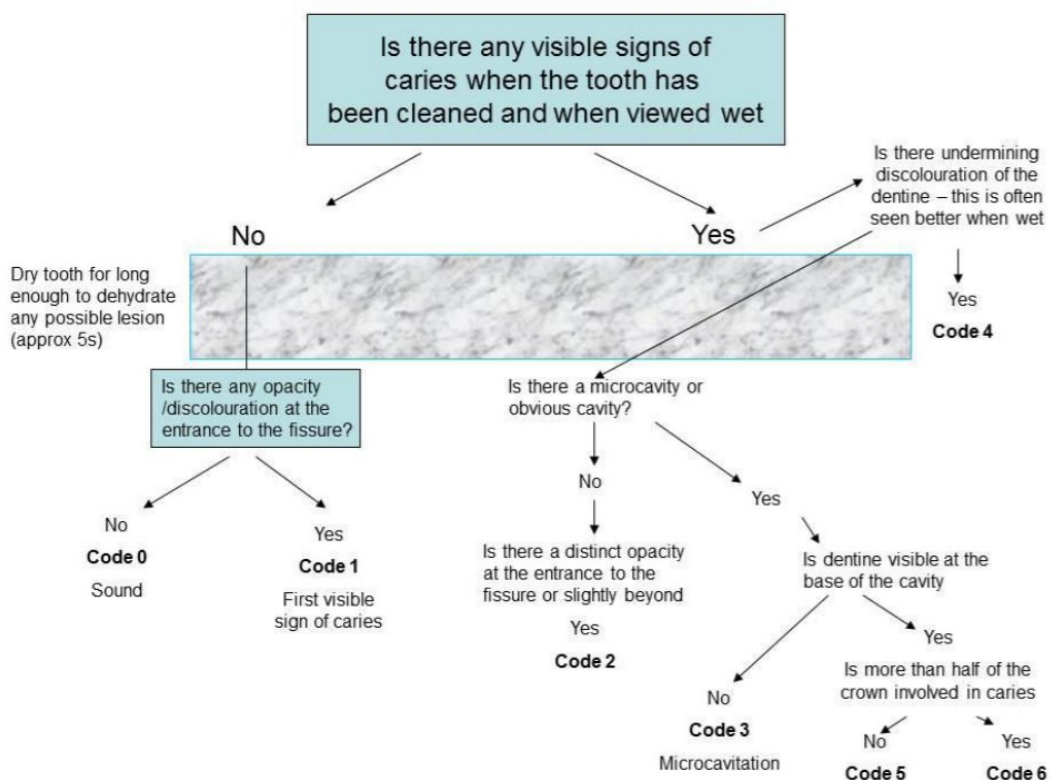 Is there any visible signs of
caries when the tooth has
been cleaned and when viewed wet
Is there undermining
discolouration of the
dentine – this is often
seen better when wet
No
Yes
Dry tooth for long
enough to dehydrate
any possible lesion
(approx 5s)
Yes
Code 4
Is there any opacity
/discolouration at the
entrance to the fissure?
Is there a microcavity or
obvious cavity?
No
Yes
No
Code 0
Sound
Yes
Code 1
First visible
sign of caries
Is there a distinct opacity
at the entrance to the
fissure or slightly beyond
Yes
Code 2
Is dentine visible at the
base of the cavity
Yes
No
Code 3
Microcavitation
Is more than half of the
crown involved in caries
No
Code 5
Yes
Code 6